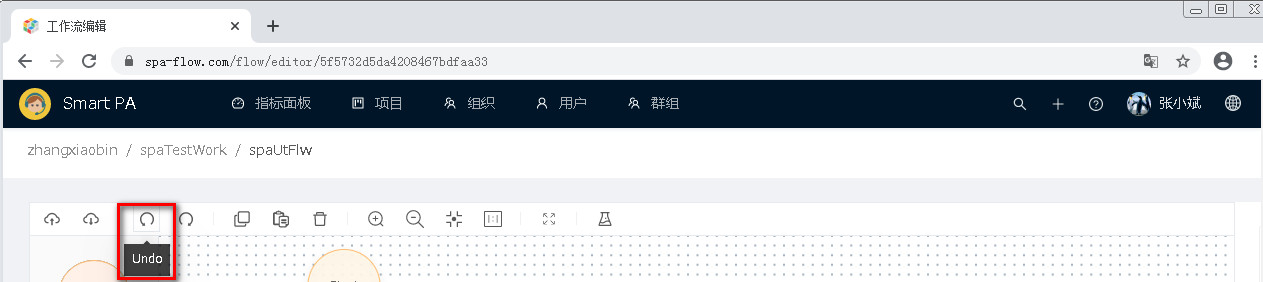 工作流编辑
spa-flow.com/flow/editor/5f5732d5da4208467bdfaa33
Smart PA 指标面板 项目 组织 用户 群组 张小斌
zhangxiaobin / spaTestWork / spaUtFlw
Undo